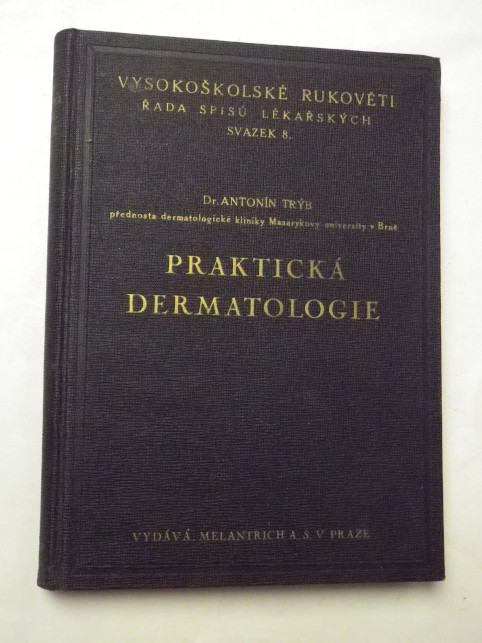 VYSOKOŠKOLSKÉ RUKOVĚTI
ŘADA SPISŮ LÉKAŘSKÝCH
SVAZEK 8.
Dr. ANTONÍN TRÝB
přednosta dermatologické kliniky Masarykovy university v Brně
PRAKTICKÁ
DERMATOLOGIE
VYDÁVÁ MELANTRICH A. S. V PRAZE